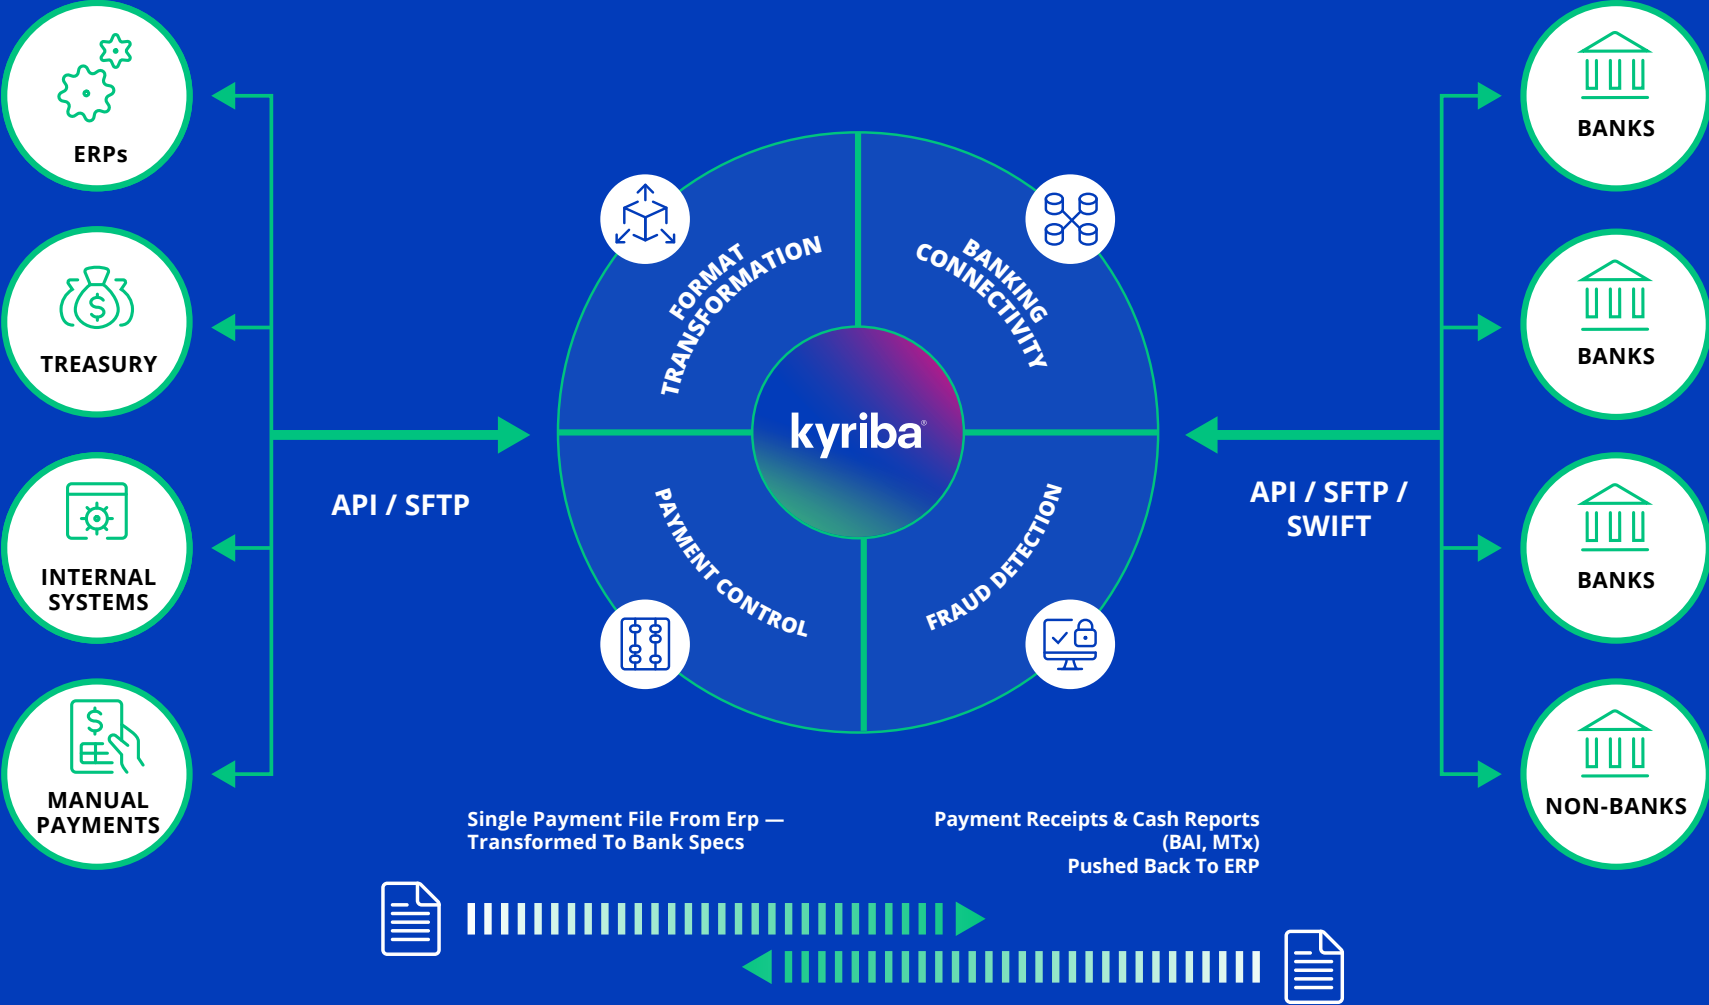 ERPs
TREASURY
INTERNAL
SYSTEMS
MANUAL
PAYMENTS
API / SFTP
FORMAT
TRANSFORMATION
BANKING
CONNECTIVITY
kyriba®
PAYMENT CONTROL
FRAUD DETECTION
API / SFTP /
SWIFT
BANKS
BANKS
BANKS
NON-BANKS
Single Payment File From Erp —
Transformed To Bank Specs
Payment Receipts & Cash Reports
(BAI, MTx)
Pushed Back To ERP